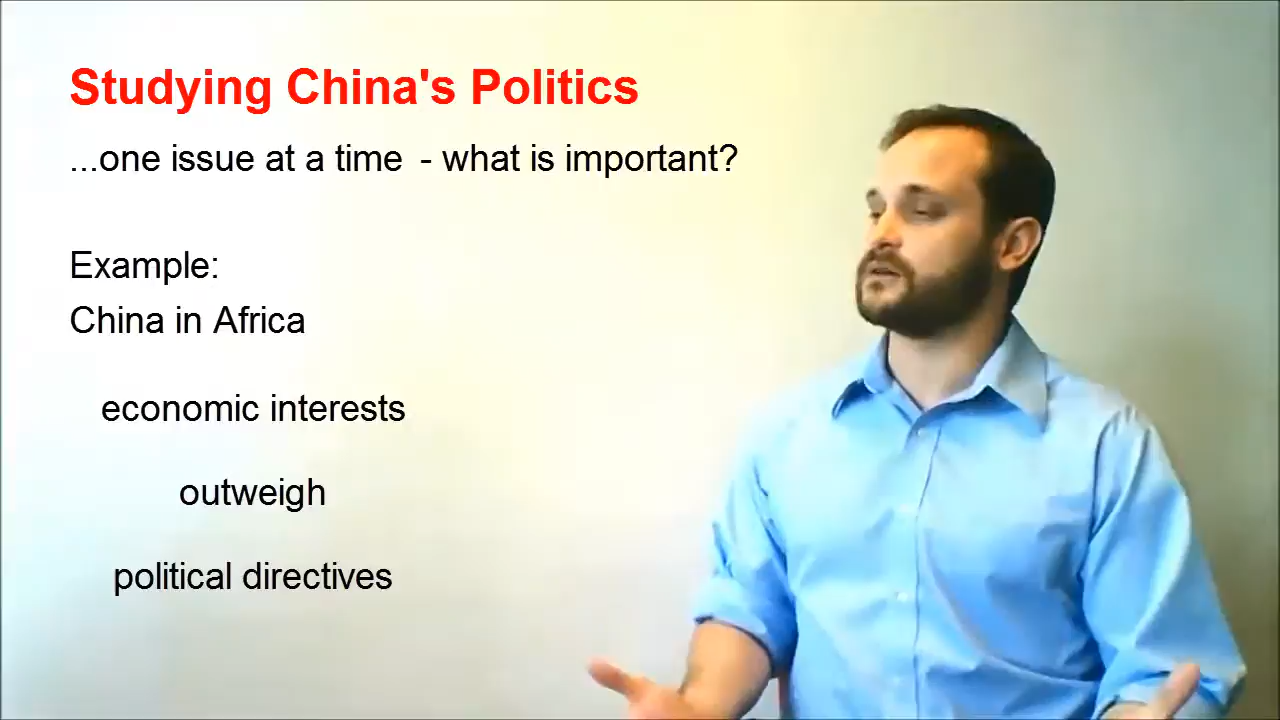 Studying China's Politics
...one issue at a time - what is important?
Example:
China in Africa
economic interests
outweigh
political directives